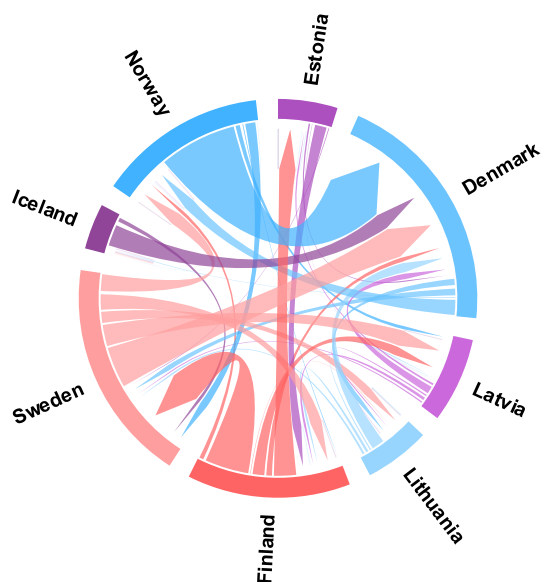 Estonia
Norway
Denmark
Iceland
Sweden
Latvia
Lithuania
Finland